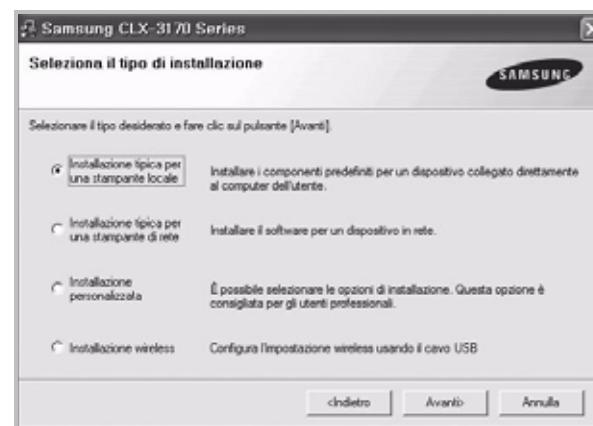 Samsung CLX-3170 Series
Seleziona il tipo di installazione
SAMSUNG
Selezionare il tipo desiderato e fare clic sul pulsante [Avanti].
Installazione tipica per
una stampante locale
Installare i componenti predefiniti per un dispositivo collegato direttamente
al computer dell'utente.
Installazione tipica per
una stampante di rete
Installare il software per un dispositivo in rete.
Installazione
personalizzata
È possibile selezionare le opzioni di installazione. Questa opzione è
consigliata per gli utenti professionali.
Installazione wireless
Configura l'impostazione wireless usando il cavo USB
<Indietro
Avanti>
Annulla